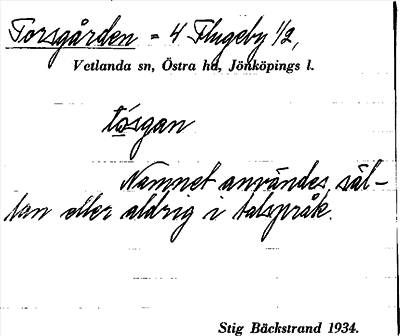 Torsgården = 4 Flugeby 1/2,
Vetlanda sn, Östra hd, Jönköpings l.
tósgan
Namnet användes säl-
lan eller aldrig i talspråk.
Stig Bäckstrand 1934.